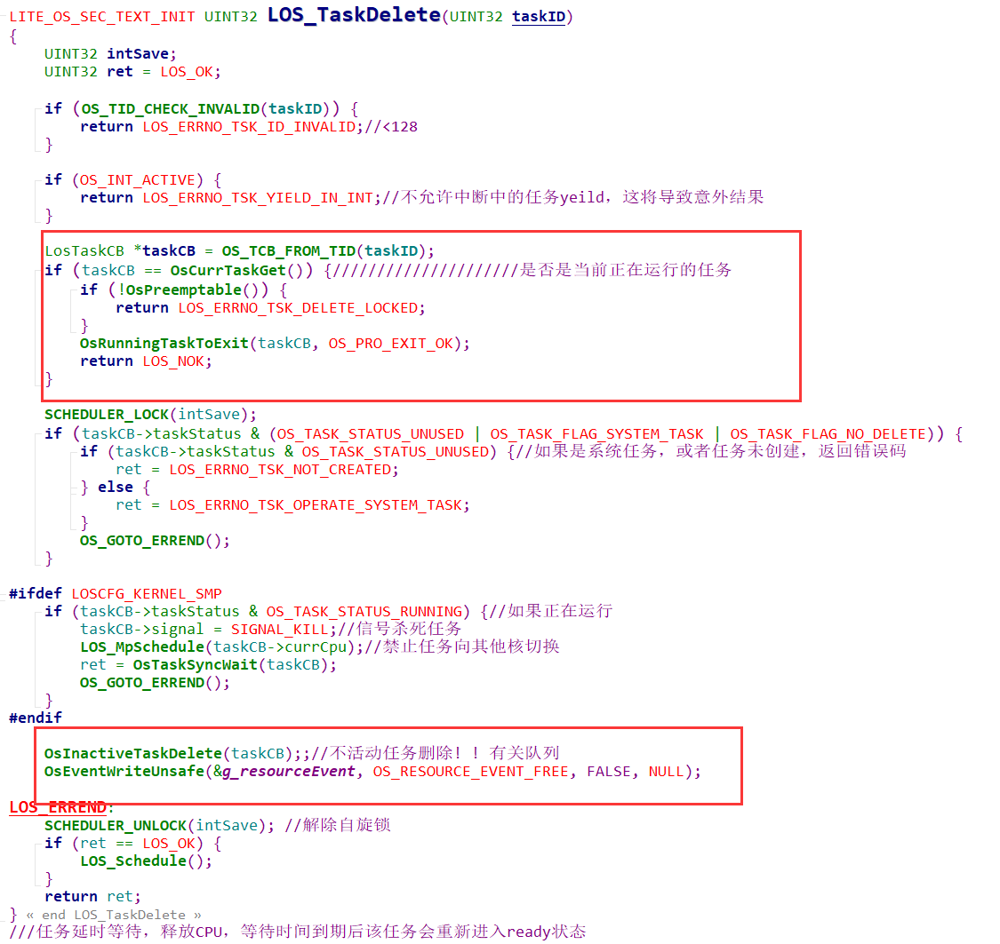 LITE_OS_SEC_TEXT_INIT UINT32 LOS_TaskDelete(UINT32 taskID)
{
    UINT32 intSave;
    UINT32 ret = LOS_OK;
    if (OS_TID_CHECK_INVALID(taskID)) {
        return LOS_ERRNO_TSK_ID_INVALID;//<128
    }
    if (OS_INT_ACTIVE) {
        return LOS_ERRNO_TSK_YIELD_IN_INT;//不允许中断中的任务yeild，这将导致意外结果
    }
    LosTaskCB *taskCB = OS_TCB_FROM_TID(taskID);
    if (taskCB == OsCurrTaskGet()) {/////////////////////是否是当前正在运行的任务
        if (!OsPreemptable()) {
            return LOS_ERRNO_TSK_DELETE_LOCKED;
        }
        OsRunningTaskToExit(taskCB, OS_PRO_EXIT_OK);
        return LOS_NOK;
    }
    SCHEDULER_LOCK(intSave);
    if (taskCB->taskStatus & (OS_TASK_STATUS_UNUSED | OS_TASK_FLAG_SYSTEM_TASK | OS_TASK_FLAG_NO_DELETE)) {
        if (taskCB->taskStatus & OS_TASK_STATUS_UNUSED) {//如果是系统任务，或者任务未创建，返回错误码
            ret = LOS_ERRNO_TSK_NOT_CREATED;
        } else {
            ret = LOS_ERRNO_TSK_OPERATE_SYSTEM_TASK;
        }
        OS_GOTO_ERREND();
    }
#ifdef LOSCFG_KERNEL_SMP
    if (taskCB->taskStatus & OS_TASK_STATUS_RUNNING) {//如果正在运行
        taskCB->signal = SIGNAL_KILL;//信号杀死任务
        LOS_MpSchedule(taskCB->currCpu);//禁止任务向其他核切换
        ret = OsTaskSyncWait(taskCB);
        OS_GOTO_ERREND();
    }
#endif
    OsInactiveTaskDelete(taskCB);;//不活动任务删除！！有关队列
    OsEventWriteUnsafe(&g_resourceEvent, OS_RESOURCE_EVENT_FREE, FALSE, NULL);
LOS_ERREND:
    SCHEDULER_UNLOCK(intSave); //解除自旋锁
    if (ret == LOS_OK) {
        LOS_Schedule();
    }
    return ret;
} « end LOS_TaskDelete »
///任务延时等待，释放CPU，等待时间到期后该任务会重新进入ready状态